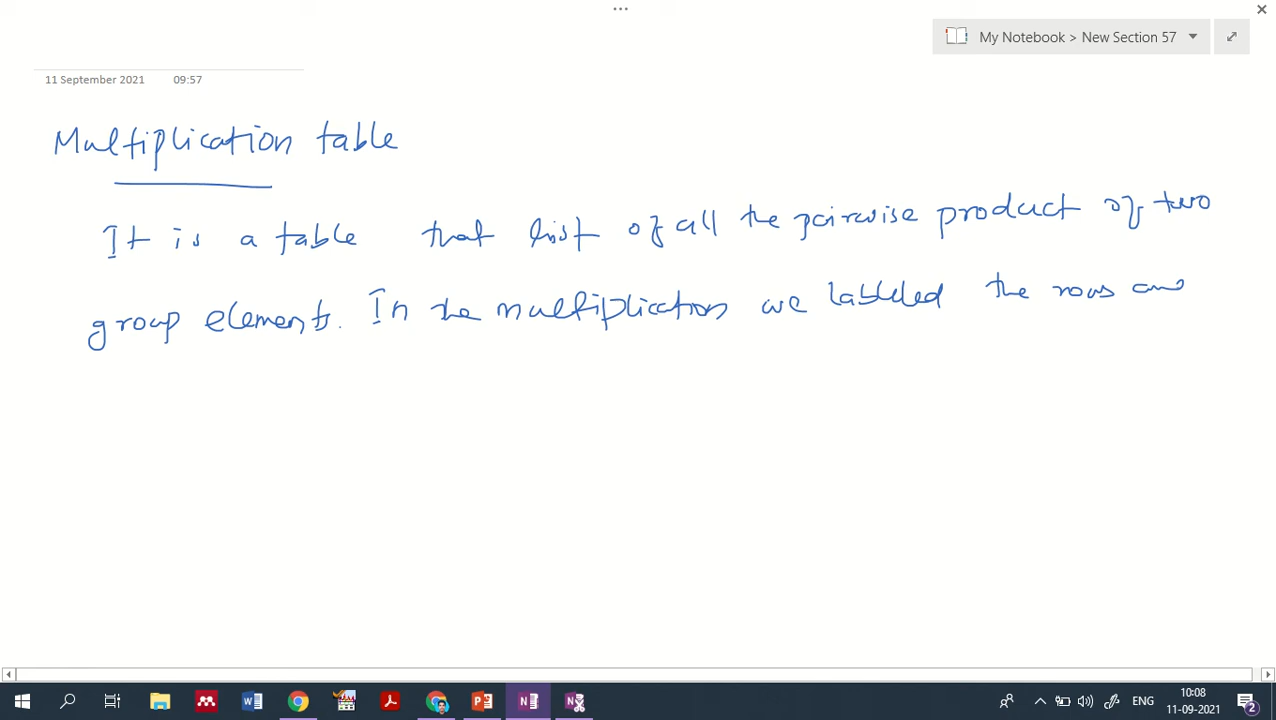 ...
My Notebook > New Section 57
11 September 2021 09:57
Multiplication table
It is a table that list of all the pairwise product of two
group elements. In the multiplication we labeled the rows and
ENG
10:08
11-09-2021
2